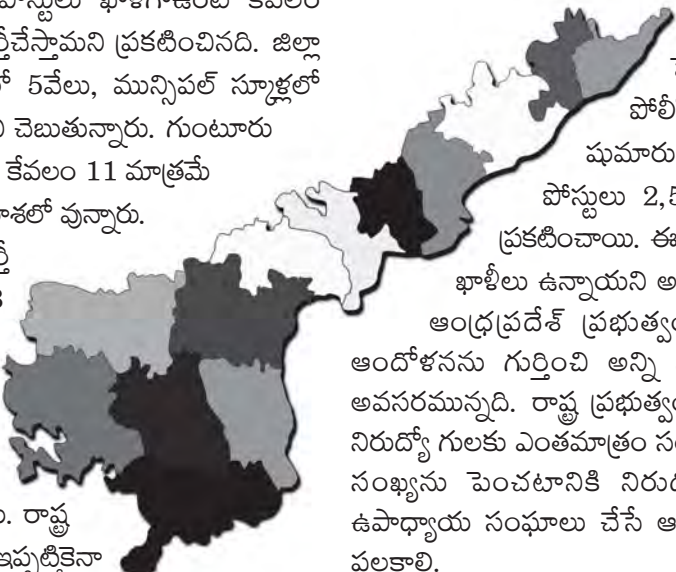 పోస్టులు ఖాళీగాఉంటే కేవలం
ర్తీచేస్తామని ప్రకటించినది. జిల్లా
లో 5వేలు, మున్సిపల్ స్కూళ్లలో
చెబుతున్నారు. గుంటూరు
కేవలం 11 మాత్రమే
శలో వున్నారు.
ర్తీ
రాష్ట్ర
ఇప్పటికైనా
పోలీ
షుమారు
పోస్టులు 2,5
ప్రకటించాయి. ఈ
ఖాళీలు ఉన్నాయని అ
ఆంధ్రప్రదేశ్ ప్రభుత్వం
ఆందోళనను గుర్తించి అన్ని
అవసరమున్నది. రాష్ట్ర ప్రభుత్వం
నిరుద్యో గులకు ఎంతమాత్రం సం
సంఖ్యను పెంచటానికి నిరుద్
ఉపాధ్యాయ సంఘాలు చేసే ఆ
పలకాలి.